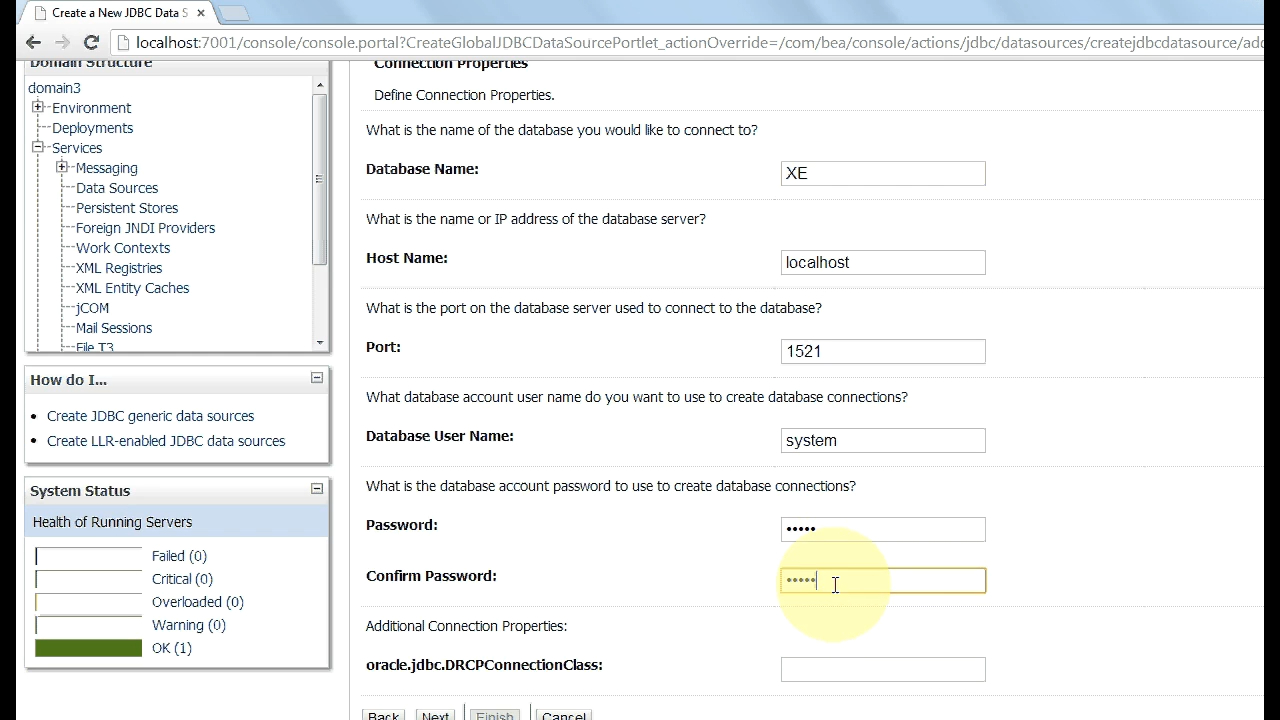 Create a New JDBC Data S
localhost:7001/console/console.portal?CreateGlobalJDBCDataSourcePortlet_actionOverride=/com/bea/console/actions/jdbc/datasources/createjdbcdatasource/add
Domain Structure
domain3
Environment
Deployments
Services
Messaging
Data Sources
Persistent Stores
Foreign JNDI Providers
Work Contexts
XML Registries
XML Entity Caches
jCOM
Mail Sessions
File T3
How do I...
Create JDBC generic data sources
Create LLR-enabled JDBC data sources
System Status
Health of Running Servers
Failed (0)
Critical (0)
Overloaded (0)
Warning (0)
OK (1)
Connection Properties
Define Connection Properties.
What is the name of the database you would like to connect to?
Database Name: XE
What is the name or IP address of the database server?
Host Name: localhost
What is the port on the database server used to connect to the database?
Port: 1521
What database account user name do you want to use to create database connections?
Database User Name: system
What is the database account password to use to create database connections?
Password: •••••
Confirm Password: •••••
Additional Connection Properties:
oracle.jdbc.DRCPConnectionClass:
Back Next Finish Cancel